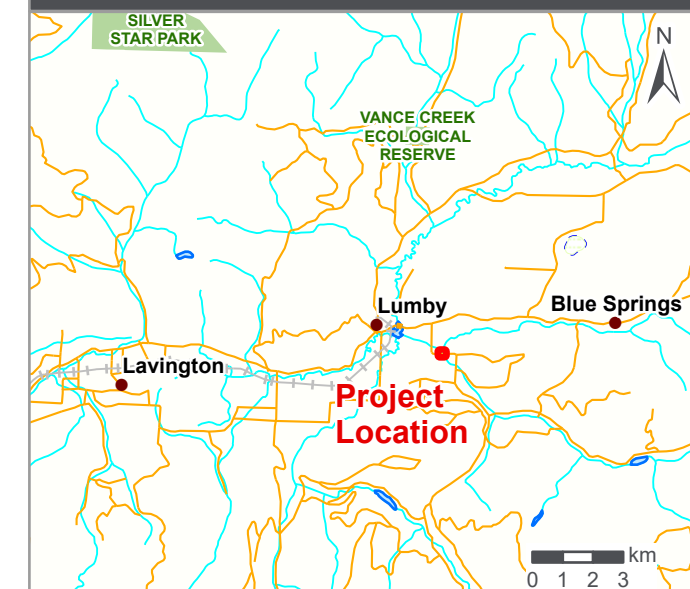 SILVER
STAR PARK
N
VANCE CREEK
ECOLOGICAL
RESERVE
Lumby
Blue Springs
Lavington
Project
Location
km
0 1 2 3